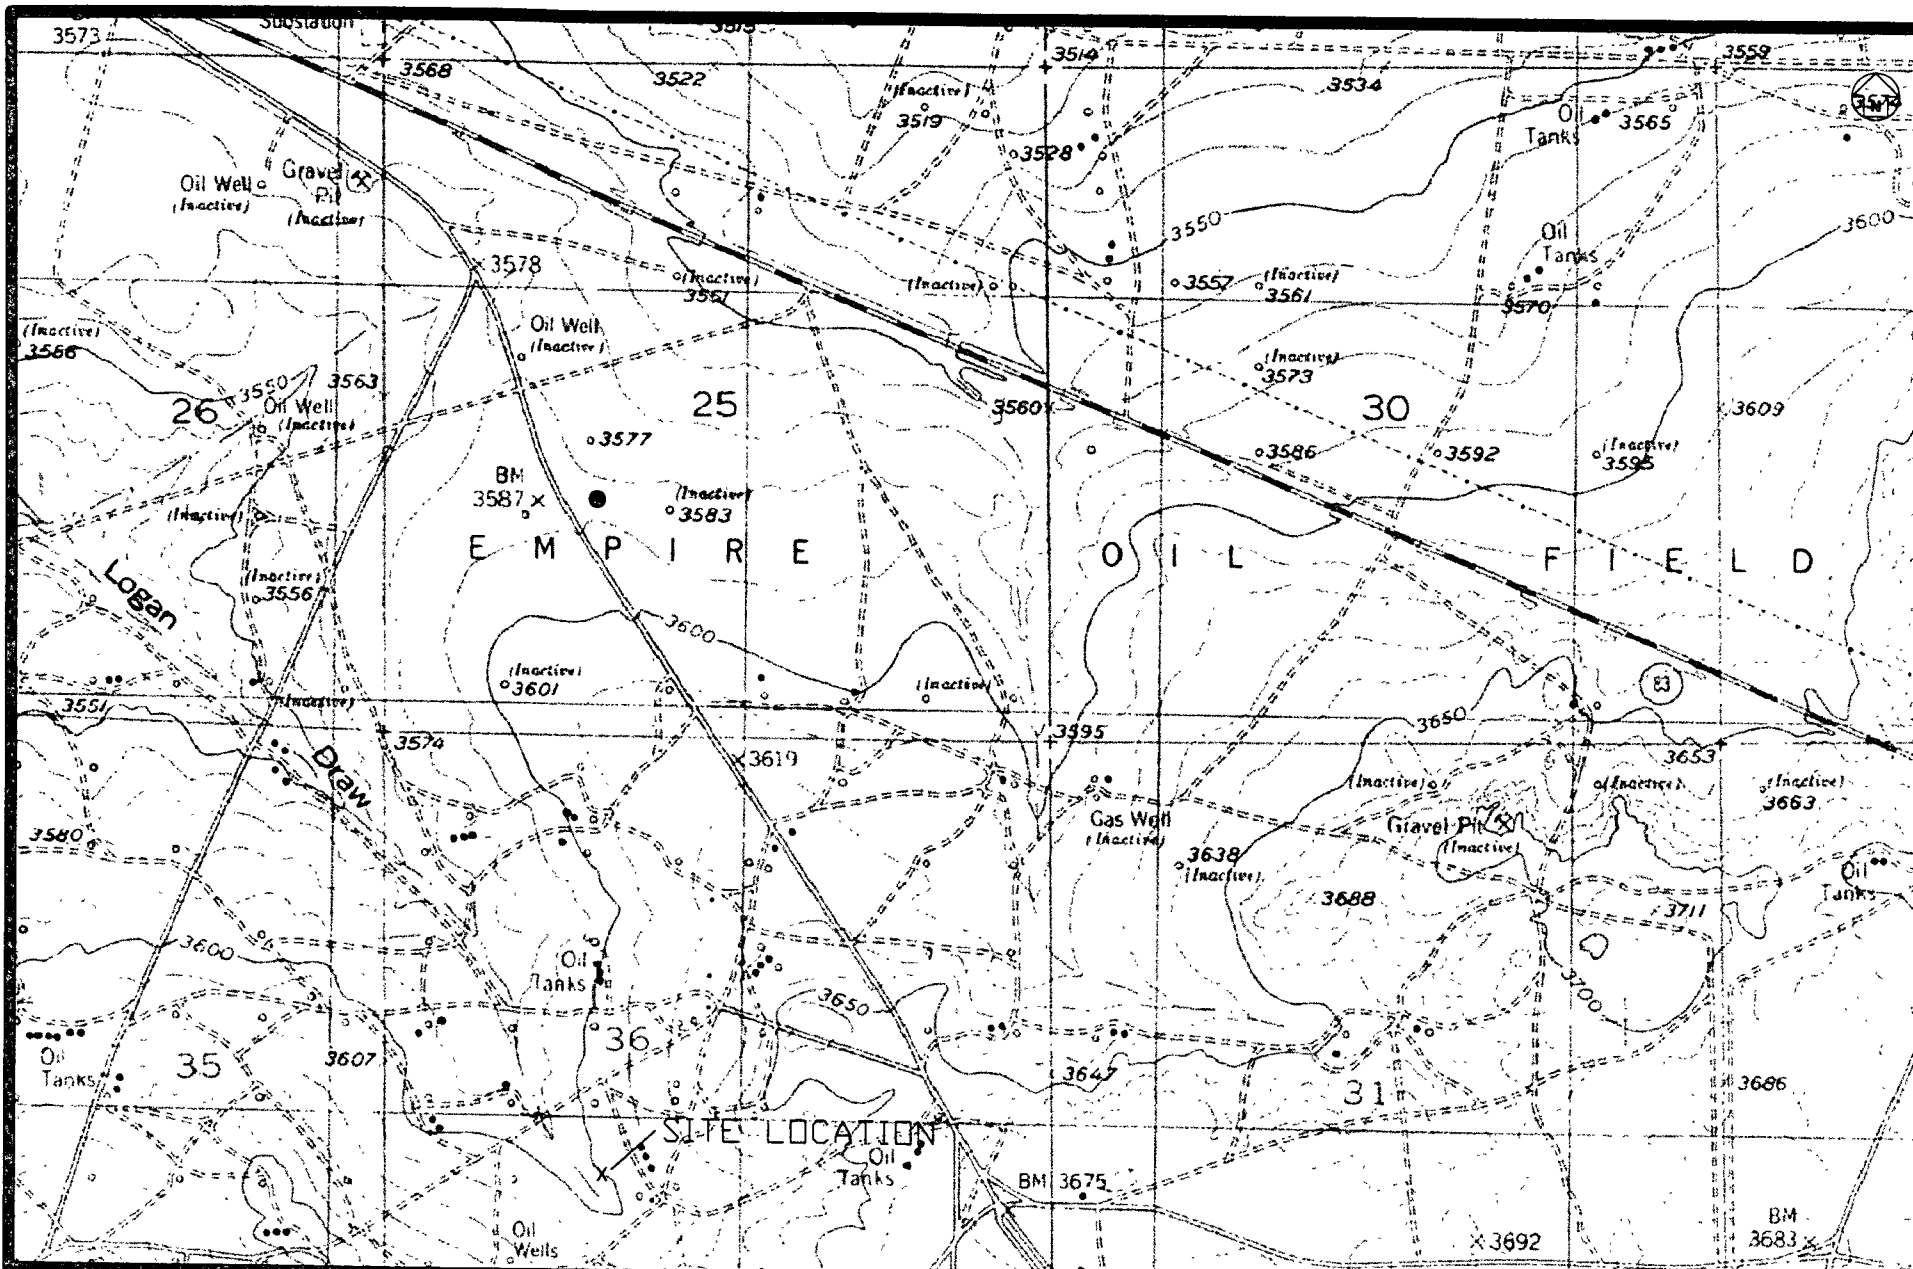 Substation
3573
3568
3522
3515
3514
3534
3559
(Inactive)
3519
3528
Tanks
3565
N
Oil Well
(Inactive)
Gravel
Pit
(Inactive)
3550
3600
Oil
Tanks
3578
(Inactive)
3561
(Inactive)
3557
(Inactive)
3561
3570
(Inactive)
3566
Oil Well
(Inactive)
3550
3563
26
Oil Well
(Inactive)
25
3560
(Inactive)
3573
30
3609
3577
3586
3592
(Inactive)
3595
BM
3587
(Inactive)
3583
(Inactive)
EMPIRE OIL FIELD
Logan
(Inactive)
3556
3600
(Inactive)
3601
(Inactive)
83
3551
(Inactive)
3574
Draw
3619
3595
3650
3653
(Inactive)
(Inactive)
(Inactive)
3663
3580
Gas Well
(Inactive)
Gravel Pit
(Inactive)
3638
(Inactive)
3688
3711
Oil
Tanks
3600
Oil
Tanks
3650
3700
36
Oil
Tanks
35
3607
3647
31
3686
SITE LOCATION
Oil
Tanks
BM 3675
Oil
Wells
3692
BM
3683